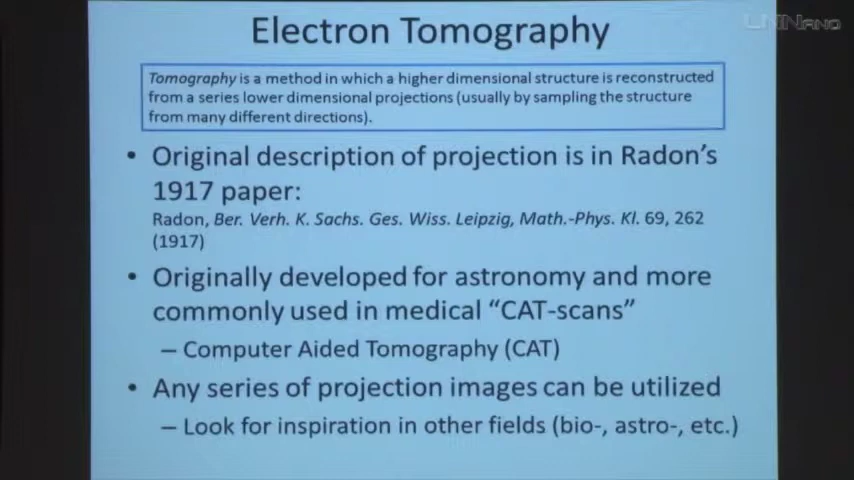 UNNANO
Electron Tomography
Tomography is a method in which a higher dimensional structure is reconstructed
from a series lower dimensional projections (usually by sampling the structure
from many different directions).
• Original description of projection is in Radon's
1917 paper:
Radon, Ber. Verh. K. Sachs. Ges. Wiss. Leipzig, Math.-Phys. Kl. 69, 262
(1917)
• Originally developed for astronomy and more
commonly used in medical “CAT-scans”
– Computer Aided Tomography (CAT)
• Any series of projection images can be utilized
– Look for inspiration in other fields (bio-, astro-, etc.)